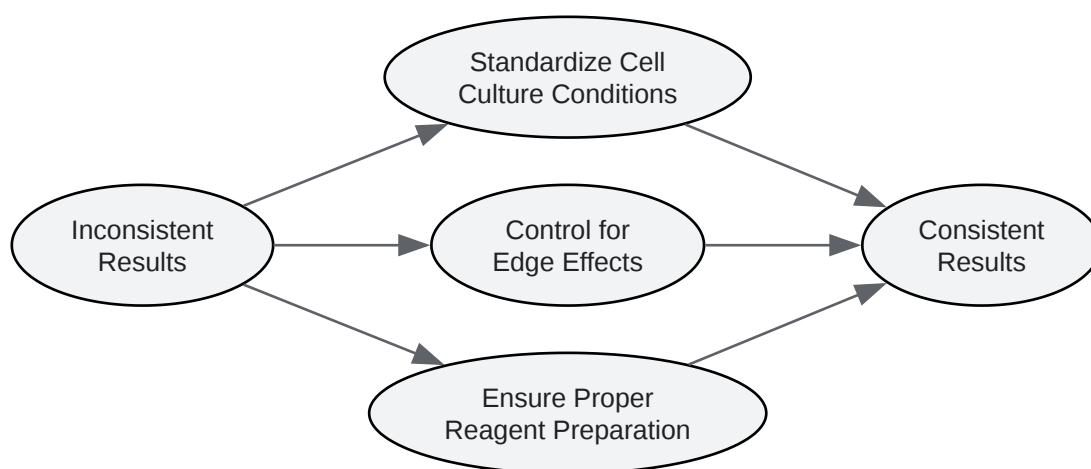 Standardize Cell
Culture Conditions
Inconsistent
Results
Control for
Edge Effects
Consistent
Results
Ensure Proper
Reagent Preparation